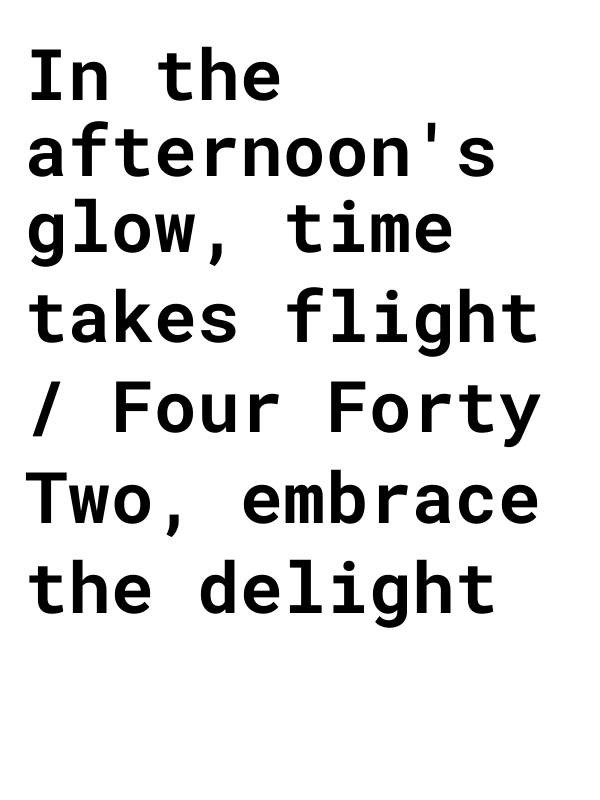 In the
afternoon's
glow, time
takes flight
/ Four Forty
Two, embrace
the delight